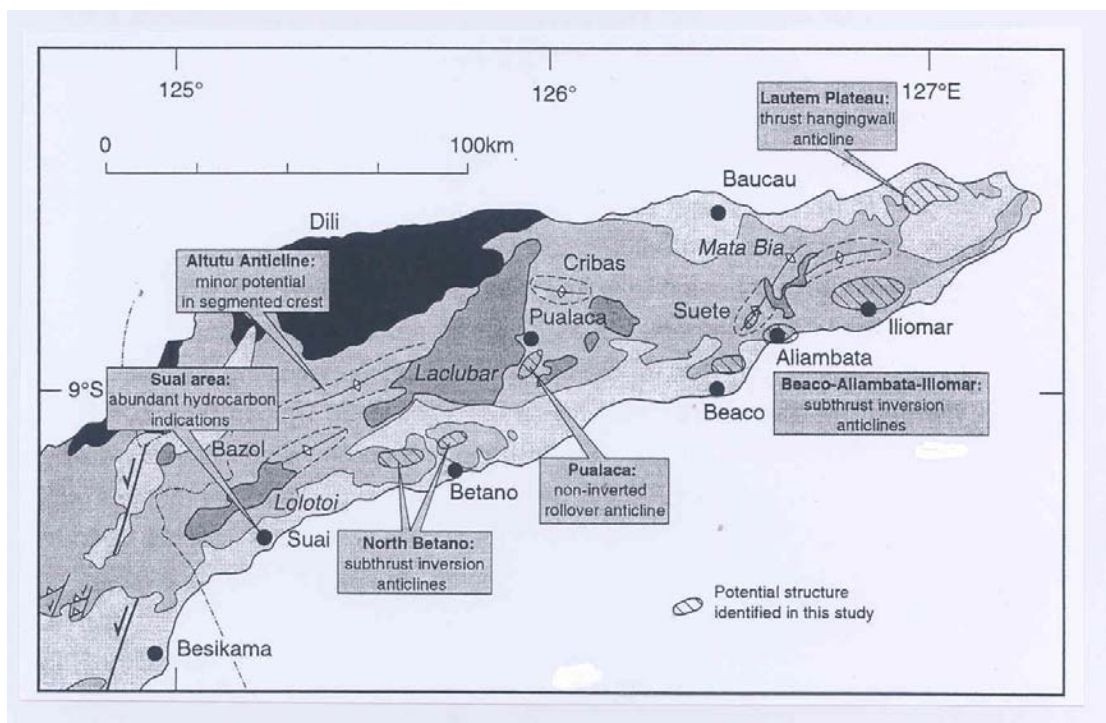 125°
126°
127°E
0
100km
Lautem Plateau:
thrust hangingwall
anticline
Baucau
Dili
Mata Bia
Aitutu Anticline:
minor potential
in segmented crest
Cribas
Suete
Pualaca
Iliomar
Aliambata
Laclubar
9°S
Suai area:
abundant hydrocarbon
indications
Beaco
Beaco-Aliambata-Iliomar:
subthrust inversion
anticlines
Bazol
Pualaca:
non-inverted
rollover anticline
Betano
Lolotoi
Suai
North Betano:
subthrust inversion
anticlines
Potential structure
identified in this study
Besikama